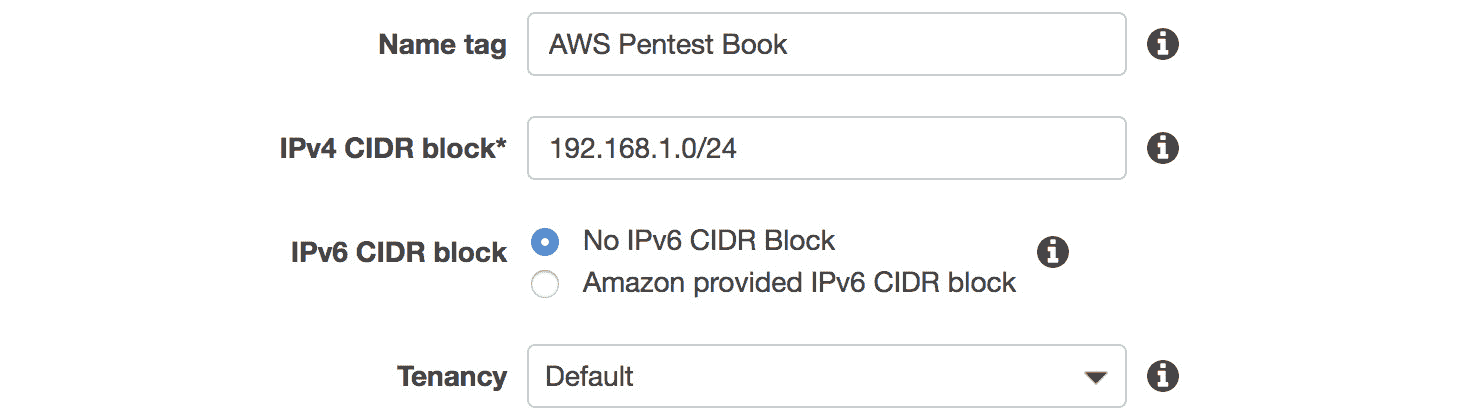 Name tag AWS Pentest Book
IPv4 CIDR block* 192.168.1.0/24
IPv6 CIDR block
No IPv6 CIDR Block
Amazon provided IPv6 CIDR block
Tenancy Default